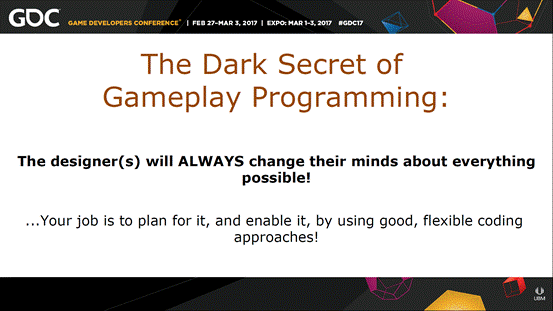 GDC GAME DEVELOPERS CONFERENCE® | FEB 27–MAR 3, 2017 | EXPO: MAR 1–3, 2017 #GDC17
The Dark Secret of
Gameplay Programming:
The designer(s) will ALWAYS change their minds about everything
possible!
...Your job is to plan for it, and enable it, by using good, flexible coding
approaches!
UBM